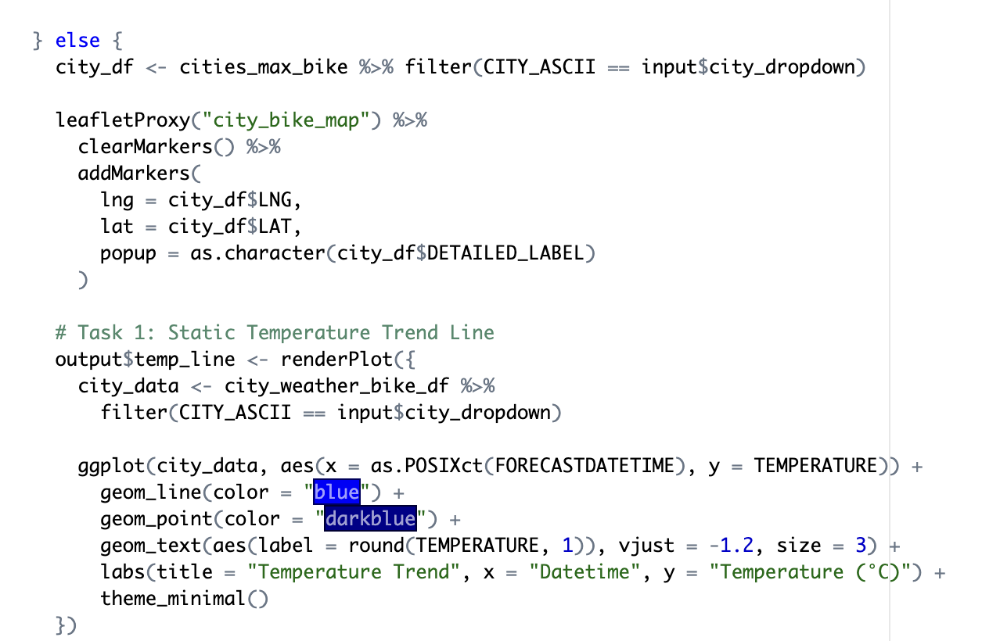 } else {
city_df <- cities_max_bike %>% filter(CITY_ASCII == input$city_dropdown)
leafletProxy("city_bike_map") %>%
clearMarkers() %>%
addMarkers(
lng = city_df$LNG,
lat = city_df$LAT,
popup = as.character(city_df$DETAILED_LABEL)
)
# Task 1: Static Temperature Trend Line
output$temp_line <- renderPlot({
city_data <- city_weather_bike_df %>%
filter(CITY_ASCII == input$city_dropdown)
ggplot(city_data, aes(x = as.POSIXct(FORECASTDATETIME), y = TEMPERATURE)) +
geom_line(color = "blue") +
geom_point(color = "darkblue") +
geom_text(aes(label = round(TEMPERATURE, 1)), vjust = -1.2, size = 3) +
labs(title = "Temperature Trend", x = "Datetime", y = "Temperature (°C)") +
theme_minimal()
})